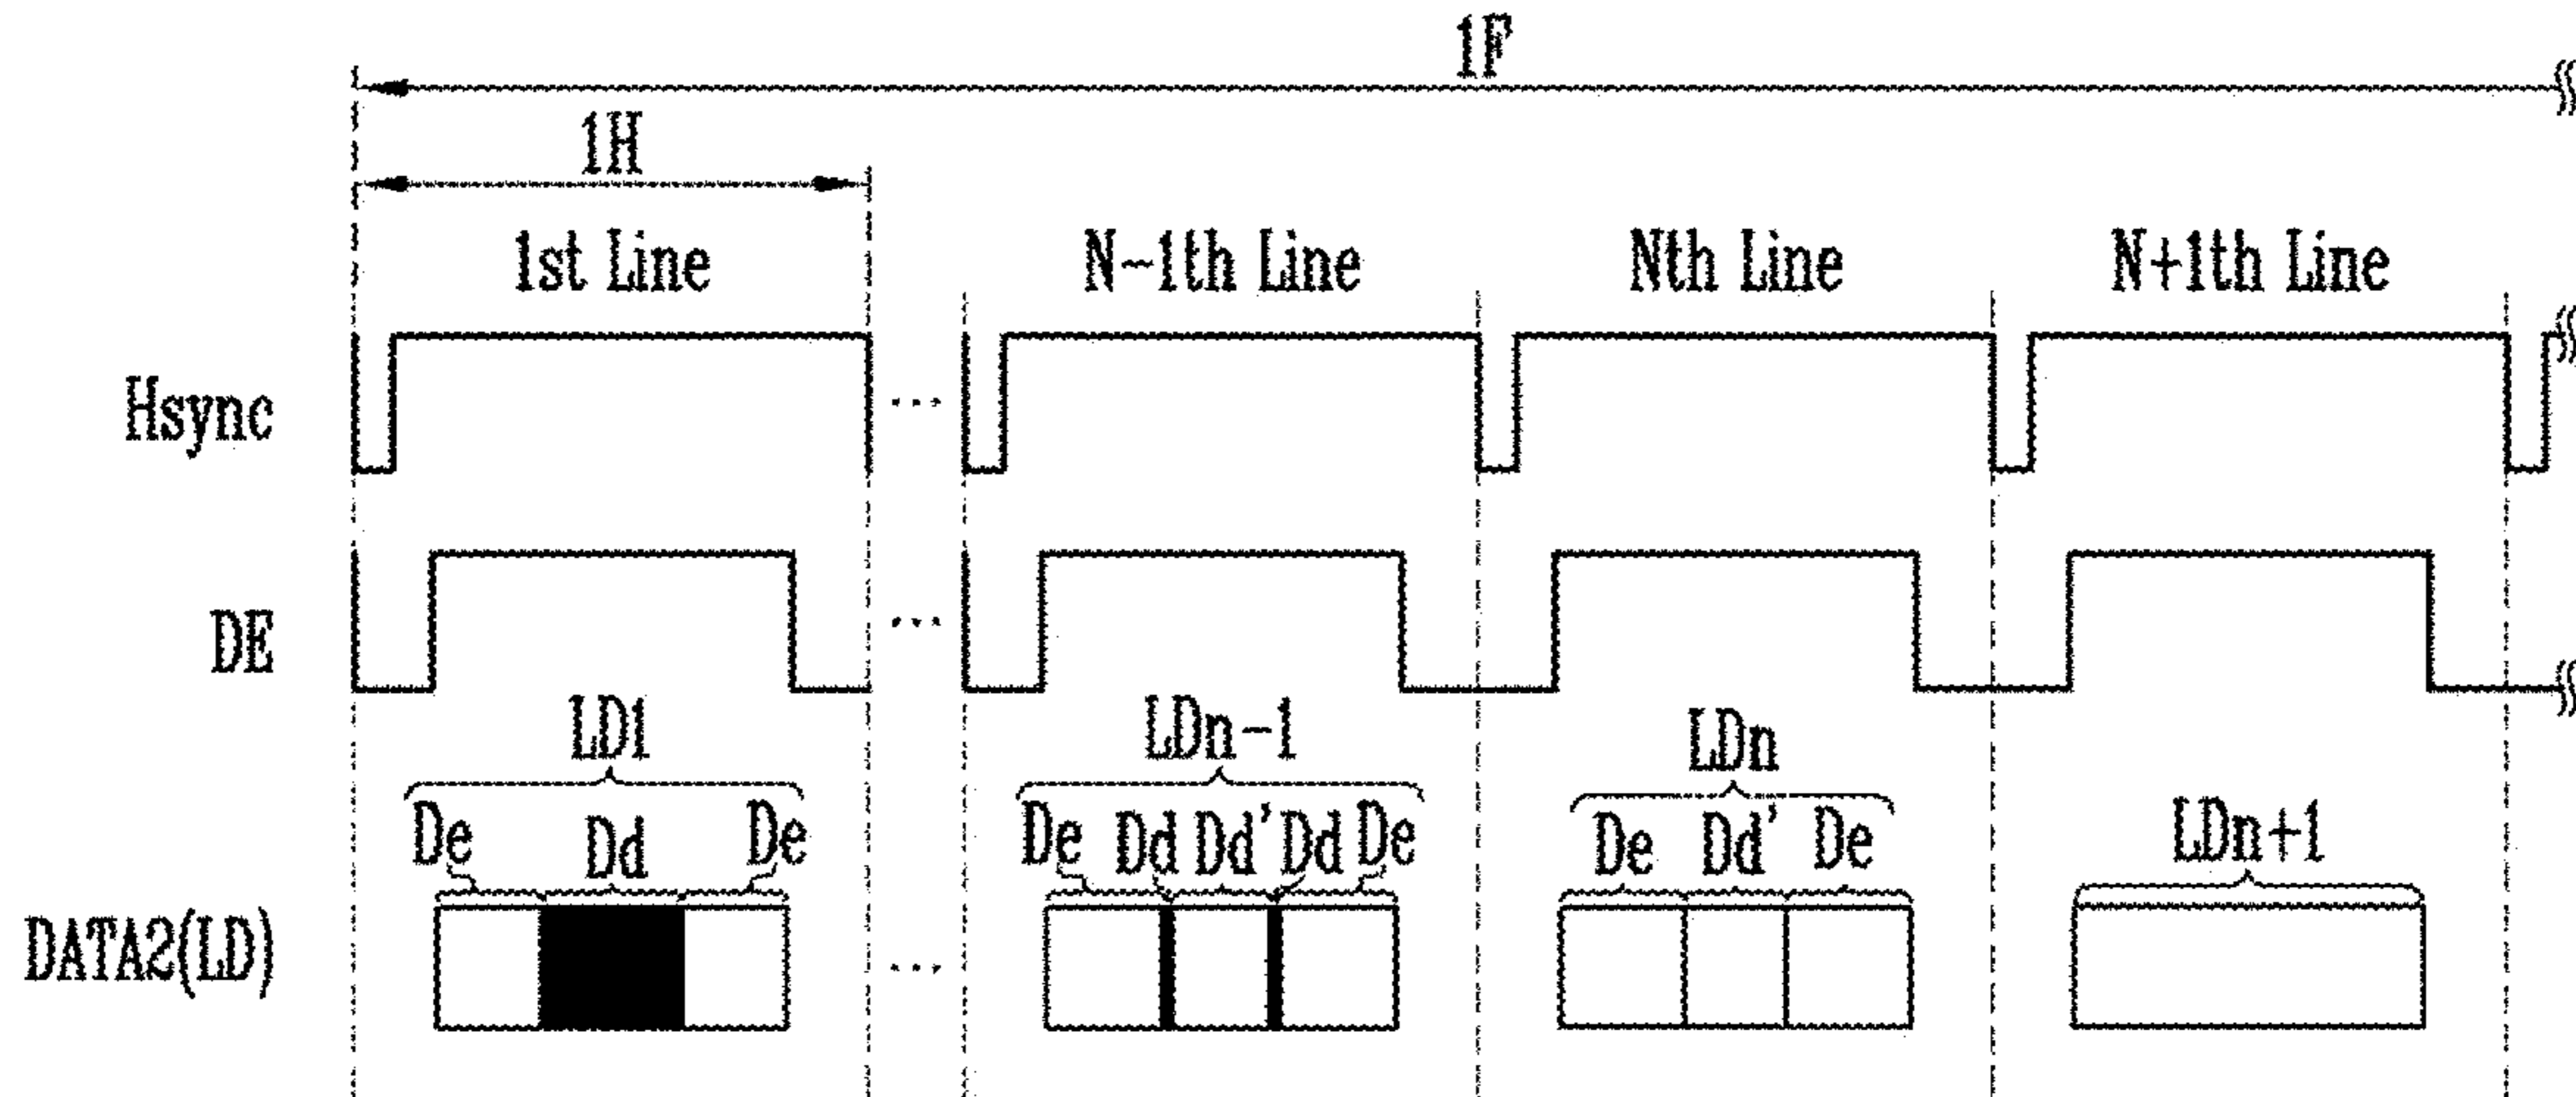 1F
1H
1st Line N-1th Line Nth Line N+1th Line
Hsync ...
DE ...
LD1 LDn-1 LDn LDn+1
De Dd De De Dd Dd' Dd De De Dd' De
DATA2(LD) ...